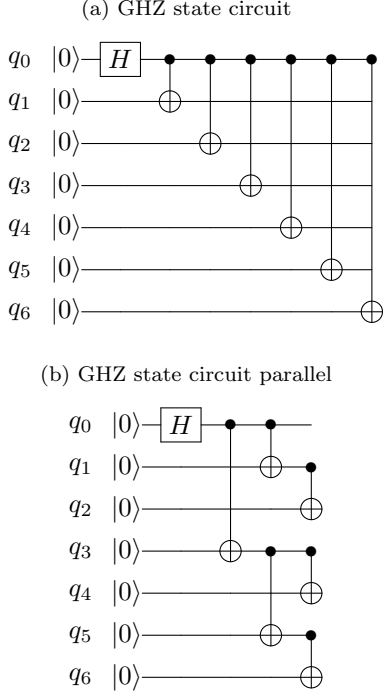 (a) GHZ state circuit
q₀ |0⟩ H
q₁ |0⟩
q₂ |0⟩
q₃ |0⟩
q₄ |0⟩
q₅ |0⟩
q₆ |0⟩
(b) GHZ state circuit parallel
q₀ |0⟩ H
q₁ |0⟩
q₂ |0⟩
q₃ |0⟩
q₄ |0⟩
q₅ |0⟩
q₆ |0⟩